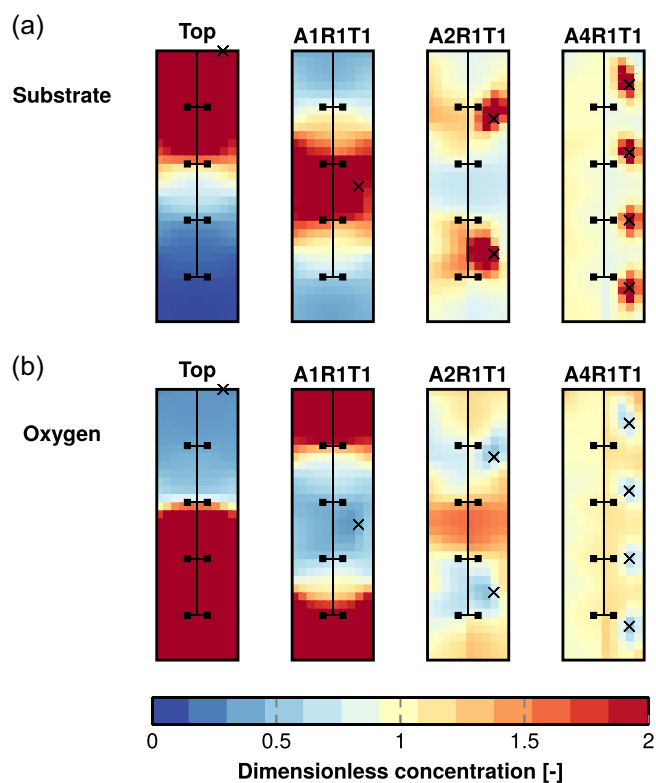 (a)
Top A1R1T1 A2R1T1 A4R1T1
Substrate
(b)
Top A1R1T1 A2R1T1 A4R1T1
Oxygen
0 0.5 1 1.5 2
Dimensionless concentration [-]